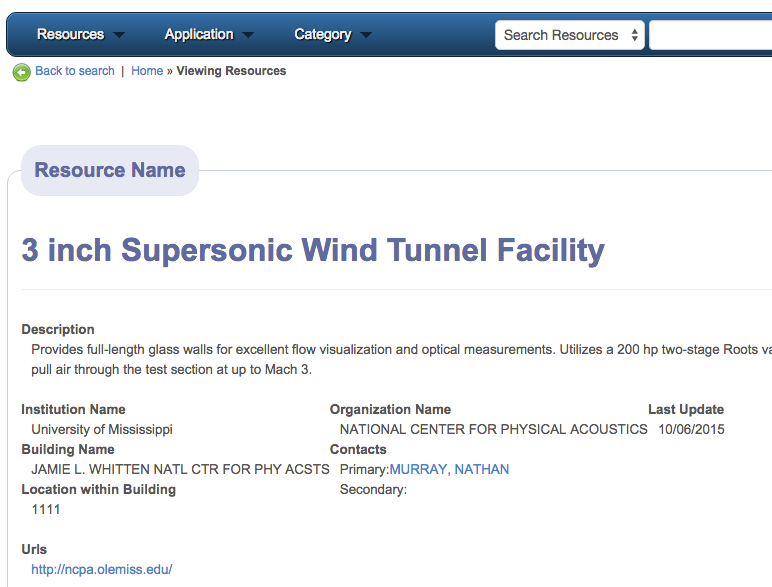 Resources Application Category Search Resources
Back to search | Home » Viewing Resources
Resource Name
3 inch Supersonic Wind Tunnel Facility
Description
Provides full-length glass walls for excellent flow visualization and optical measurements. Utilizes a 200 hp two-stage Roots
pull air through the test section at up to Mach 3.
Institution Name Organization Name Last Update
University of Mississippi NATIONAL CENTER FOR PHYSICAL ACOUSTICS 10/06/2015
Building Name Contacts
JAMIE L. WHITTEN NATL CTR FOR PHY ACSTS Primary:MURRAY, NATHAN
Location within Building Secondary:
1111
Urls
http://ncpa.olemiss.edu/